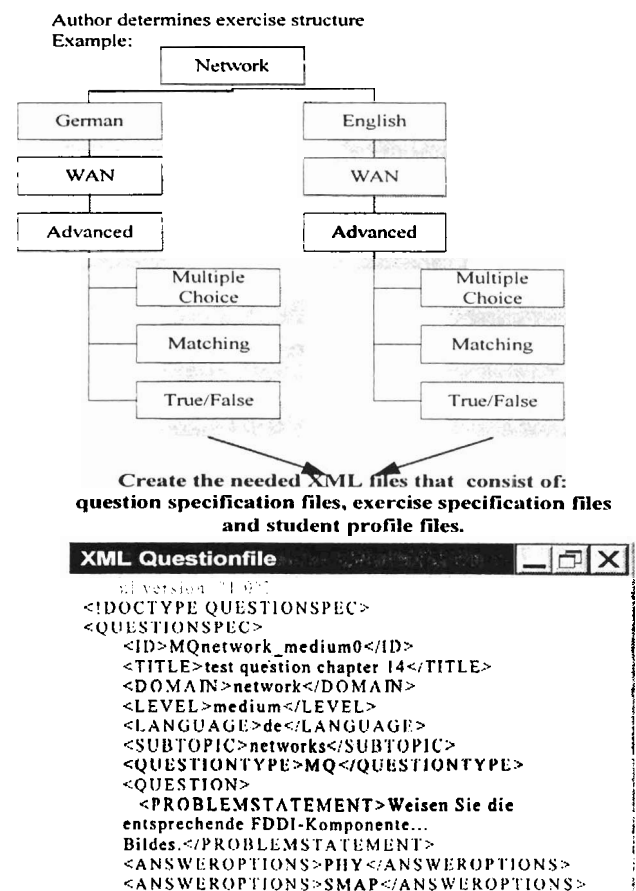 Author determines exercise structure
Example:
Network
German English
WAN WAN
Advanced Advanced
Multiple Choice Multiple Choice
Matching Matching
True/False True/False
Create the needed XML files that consist of:
question specification files, exercise specification files
and student profile files.
XML Questionfile
version "1.0"?
<!DOCTYPE QUESTIONSPEC>
<QUESTIONSPEC>
<ID>MQnetwork_medium0</ID>
<TITLE>test question chapter 14</TITLE>
<DOMAIN>network</DOMAIN>
<LEVEL>medium</LEVEL>
<LANGUAGE>de</LANGUAGE>
<SUBTOPIC>networks</SUBTOPIC>
<QUESTIONTYPE>MQ</QUESTIONTYPE>
<QUESTION>
<PROBLEMSTATEMENT>Weisen Sie die
entsprechende FDDI-Komponente...
Bildes.</PROBLEMSTATEMENT>
<ANSWEROPTIONS>PHY</ANSWEROPTIONS>
<ANSWEROPTIONS>SMAP</ANSWEROPTIONS>